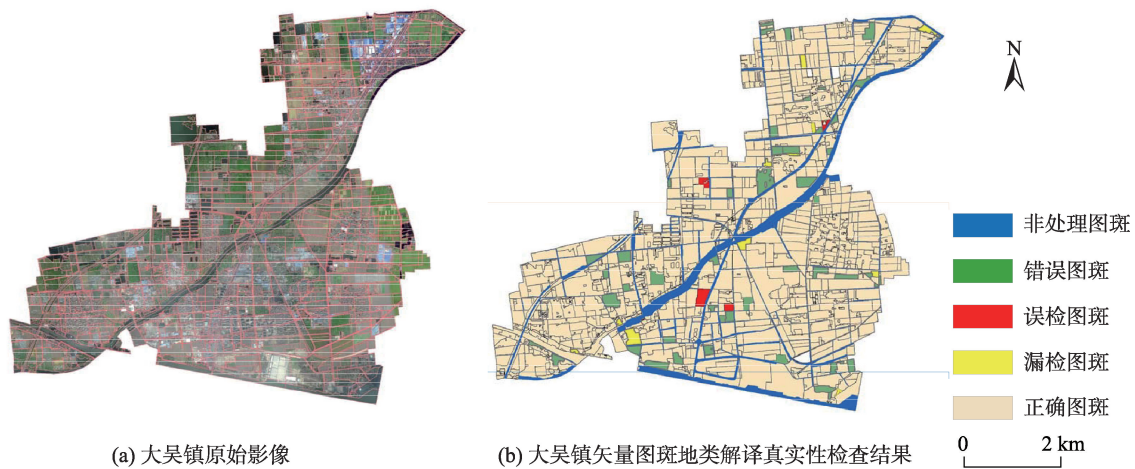 N
非处理图斑
错误图斑
误检图斑
漏检图斑
正确图斑
0 2 km
(a) 大吴镇原始影像
(b) 大吴镇矢量图斑地类解译真实性检查结果